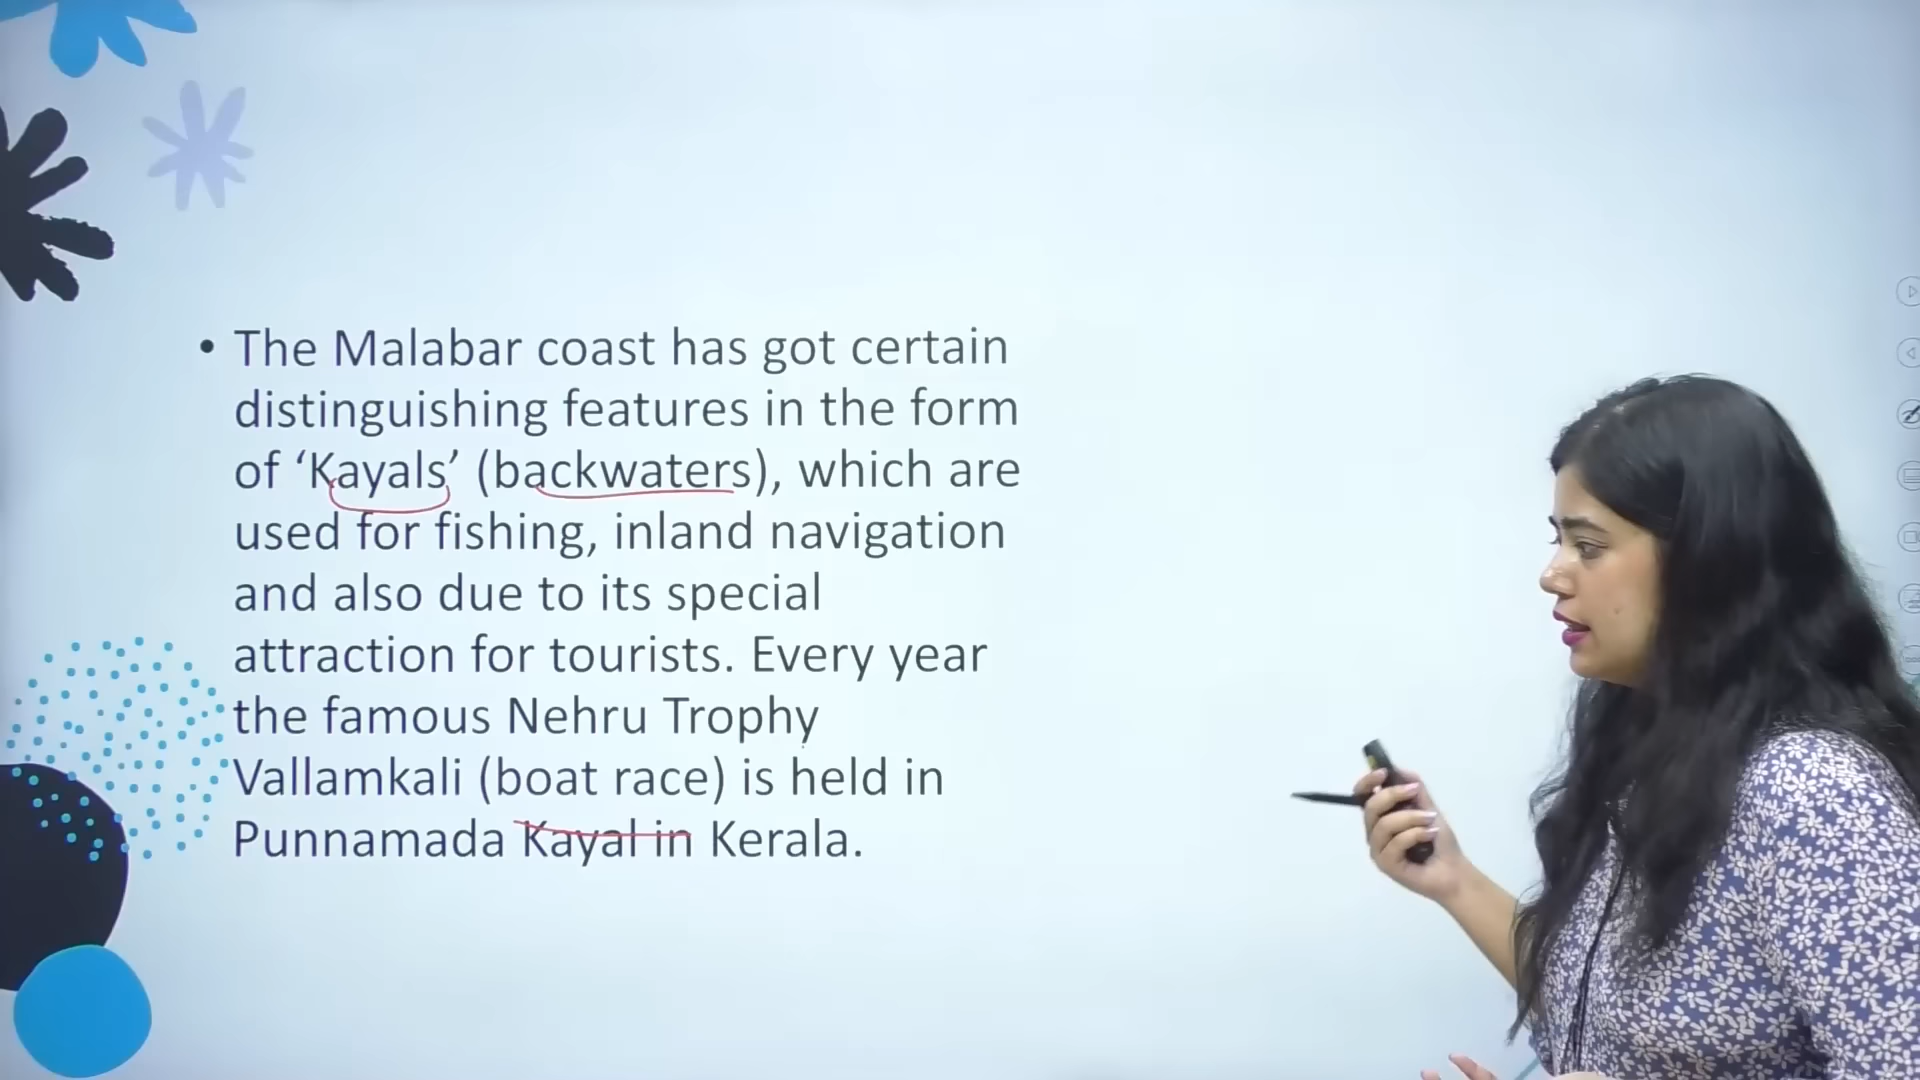 • The Malabar coast has got certain
distinguishing features in the form
of ‘Kayals’ (backwaters), which are
used for fishing, inland navigation
and also due to its special
attraction for tourists. Every year
the famous Nehru Trophy
Vallamkali (boat race) is held in
Punnamada Kayal in Kerala.